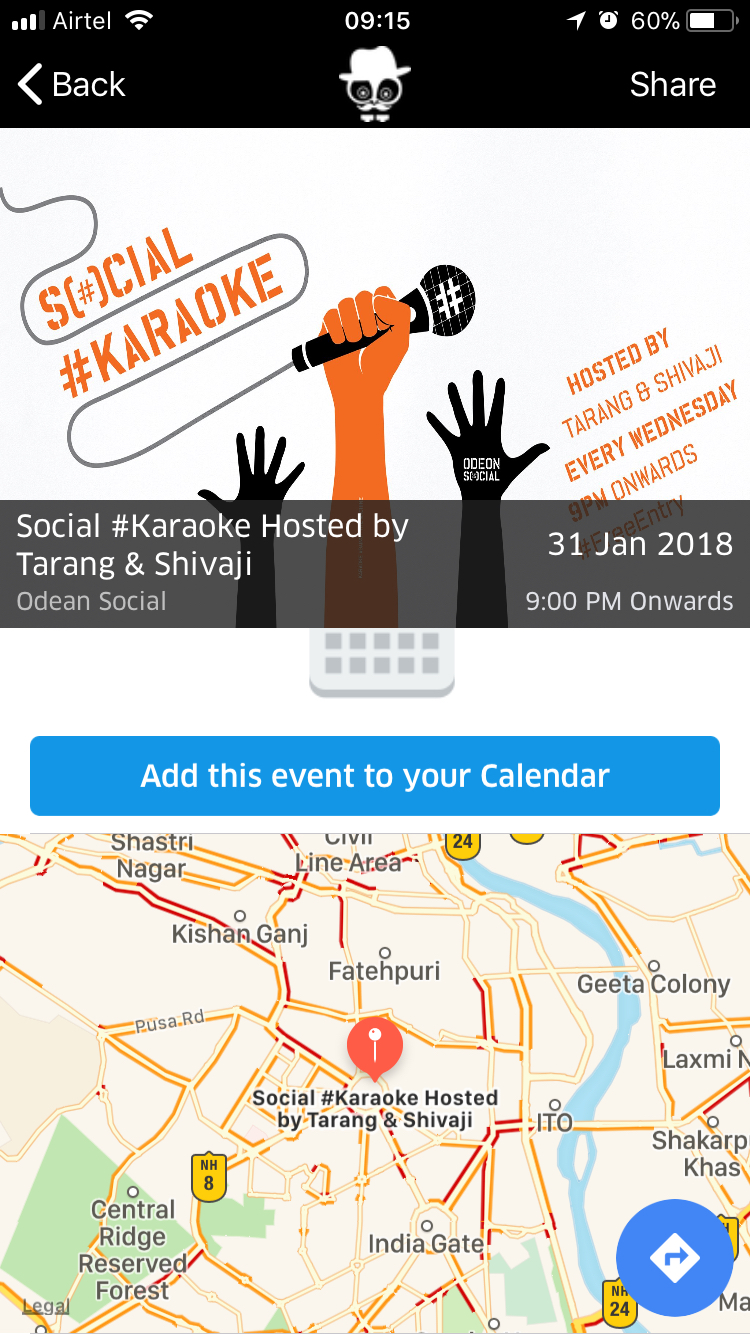 Airtel
09:15
60%
Back
Share
SO(#)CIAL
#KARAOKE
#
HOSTED BY
TARANG & SHIVAJI
EVERY WEDNESDAY
9PM ONWARDS
#FreeEntry
ODEON
SOCIAL
Social #Karaoke Hosted by
Tarang & Shivaji
31 Jan 2018
Odean Social
9:00 PM Onwards
Add this event to your Calendar
Shastri
Nagar
Civil
Line Area
24
Kishan Ganj
Fatehpuri
Geeta Colony
Pusa Rd
Laxmi N
Social #Karaoke Hosted
by Tarang & Shivaji
ITO
Shakarp
Khas
NH
8
Central
Ridge
Reserved
Forest
India Gate
NH
24
Ma
Legal